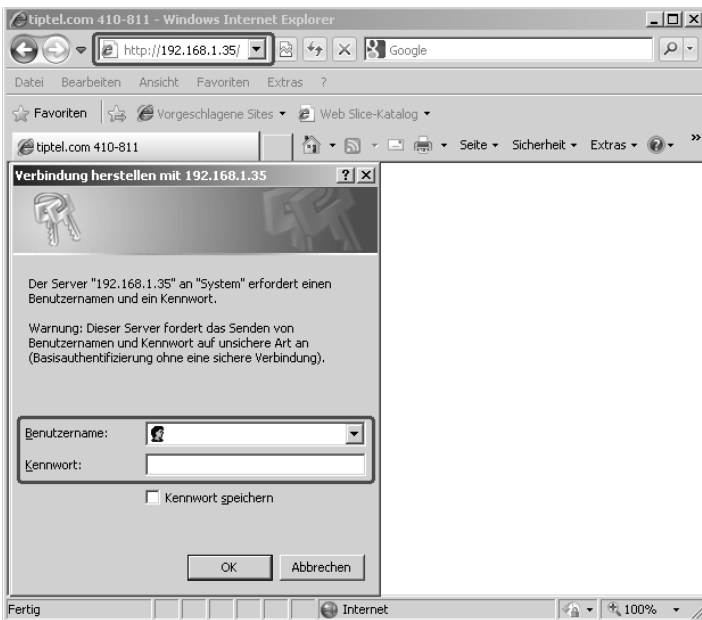 tiptel.com 410-811 - Windows Internet Explorer
http://192.168.1.35/
Google
Datei Bearbeiten Ansicht Favoriten Extras ?
Favoriten Vorgeschlagene Sites Web Slice-Katalog
tiptel.com 410-811 Seite Sicherheit Extras »
Verbindung herstellen mit 192.168.1.35
Der Server "192.168.1.35" an "System" erfordert einen
Benutzernamen und ein Kennwort.
Warnung: Dieser Server fordert das Senden von
Benutzernamen und Kennwort auf unsichere Art an
(Basisauthentifizierung ohne eine sichere Verbindung).
Benutzername:
Kennwort:
Kennwort speichern
OK Abbrechen
Fertig Internet 100%